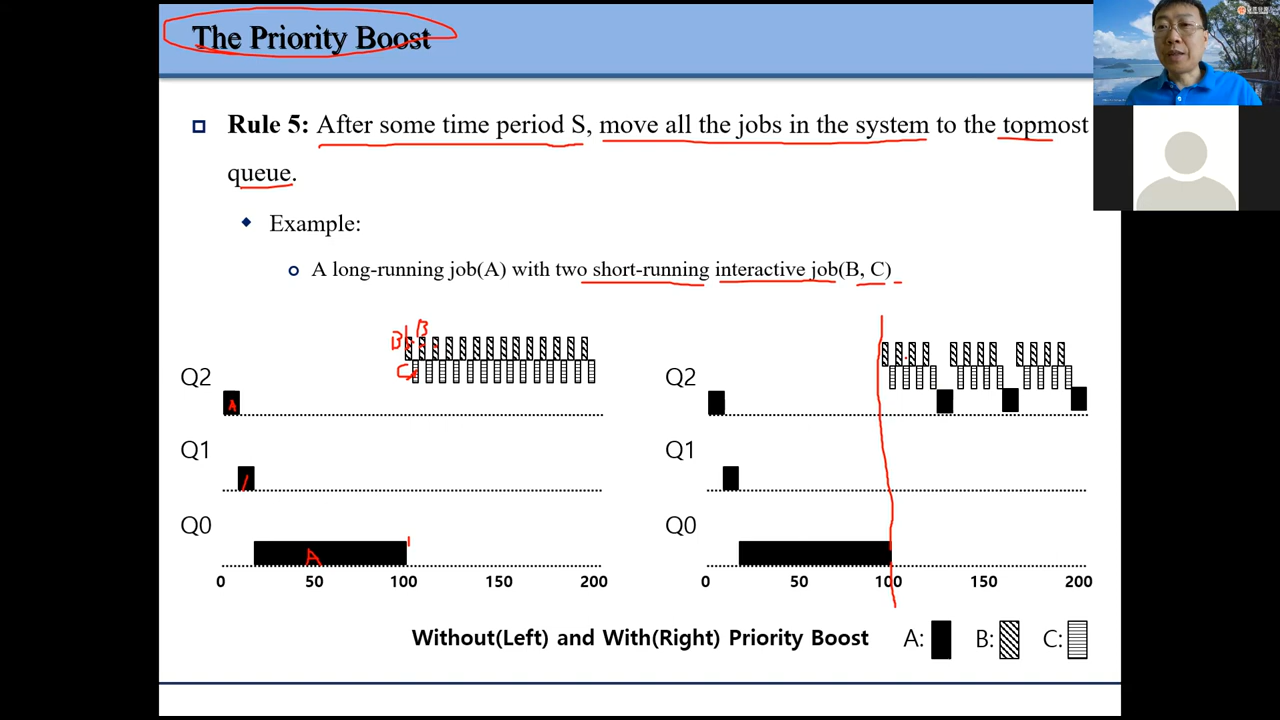 The Priority Boost
Rule 5: After some time period S, move all the jobs in the system to the topmost
queue.
Example:
A long-running job(A) with two short-running interactive job(B, C)
B B
C
Q2
A
Q1
Q0
A
0 50 100 150 200
Q2
Q1
Q0
0 50 100 150 200
Without(Left) and With(Right) Priority Boost A: B: C: